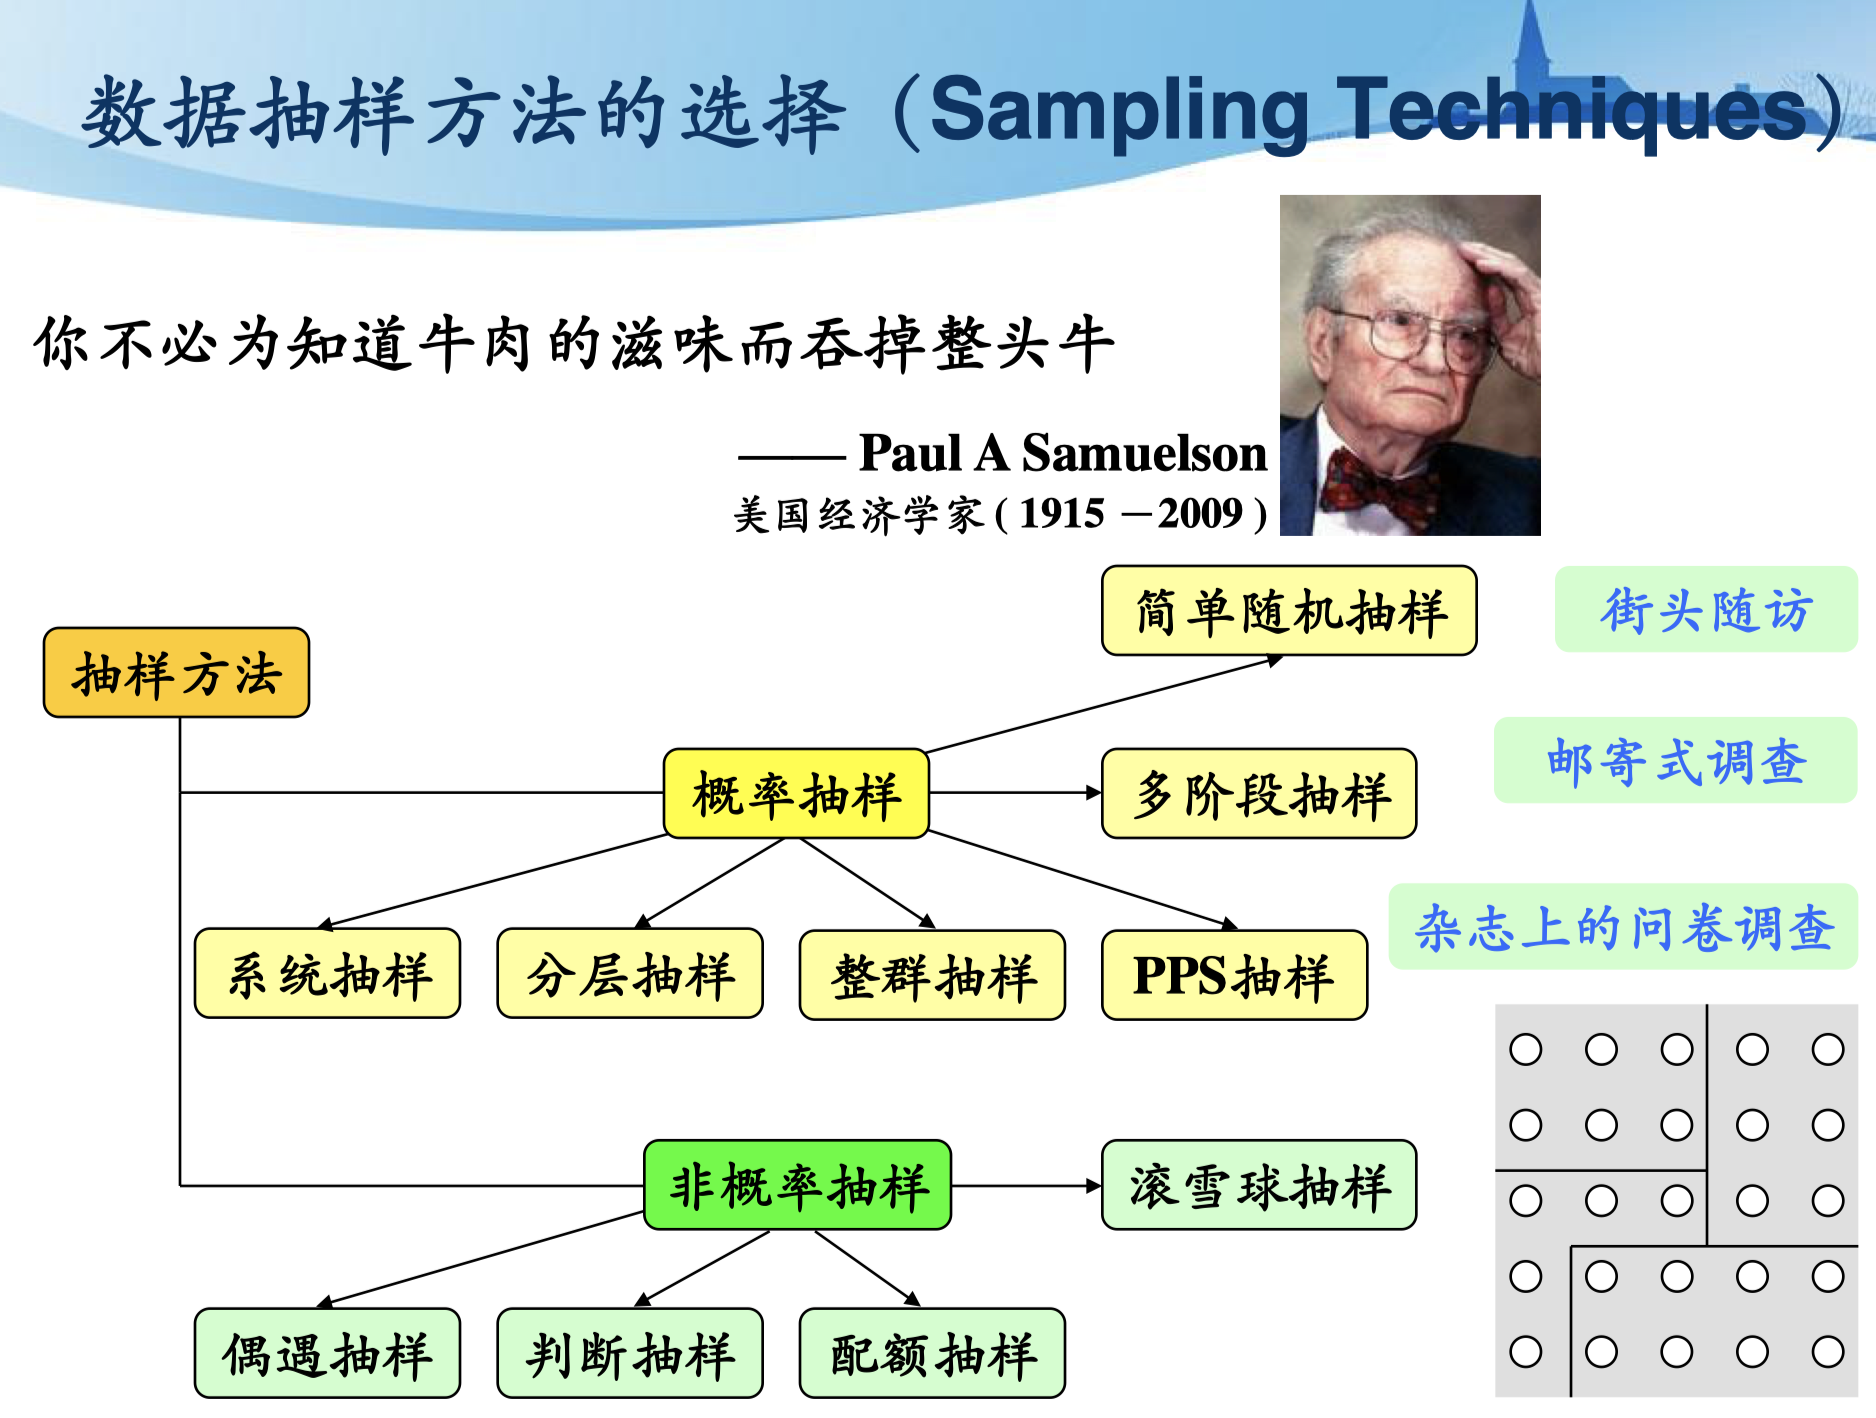 数据抽样方法的选择（Sampling Techniques）
你不必为知道牛肉的滋味而吞掉整头牛
—— Paul A Samuelson
美国经济学家( 1915 －2009 )
简单随机抽样
街头随访
抽样方法
概率抽样
多阶段抽样
邮寄式调查
杂志上的问卷调查
系统抽样
分层抽样
整群抽样
PPS抽样
非概率抽样
滚雪球抽样
偶遇抽样
判断抽样
配额抽样